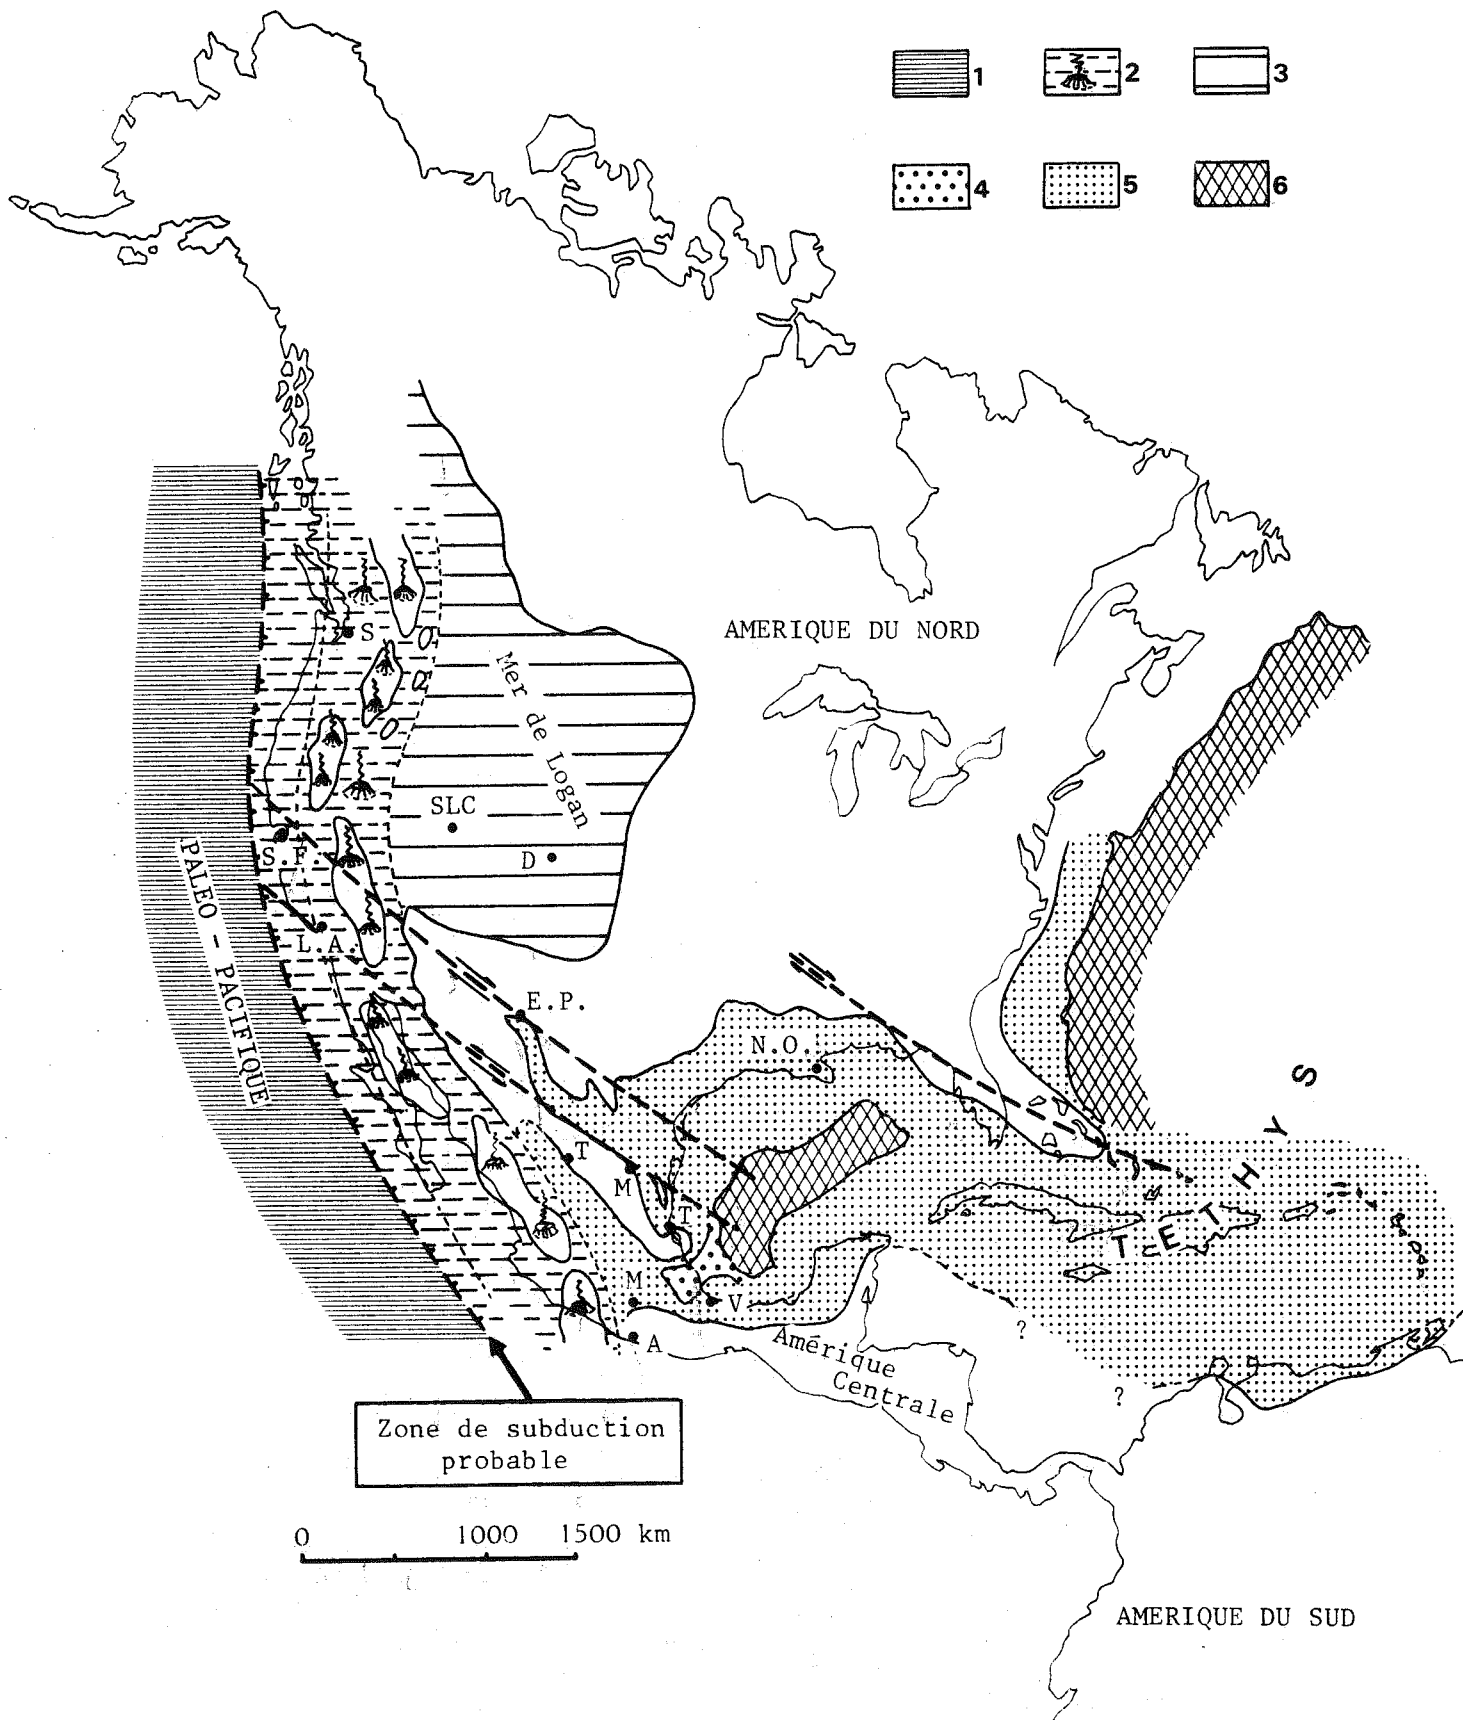 1
2
3
4
5
6
AMERIQUE DU NORD
Mer de Logan
S
SLC
D
S.F.
L.A.
PALEO - PACIFIQUE
E.P.
N.O.
T
M
T
M
V
A
TETHYS
?
?
Amérique
Centrale
Zone de subduction
probable
0 1000 1500 km
AMERIQUE DU SUD